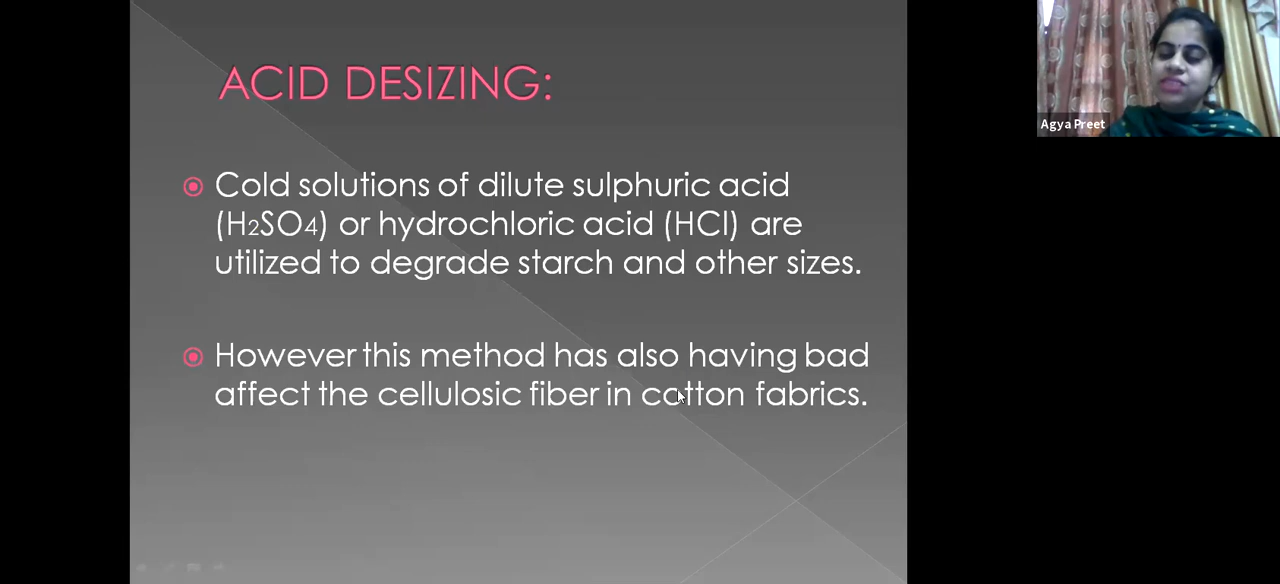 ACID DESIZING:
Cold solutions of dilute sulphuric acid
(H2SO4) or hydrochloric acid (HCl) are
utilized to degrade starch and other sizes.
However this method has also having bad
affect the cellulosic fiber in cotton fabrics.
Agya Preet